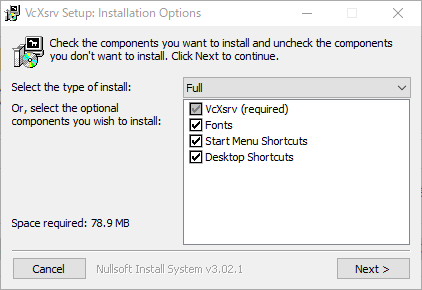 VcXsrv Setup: Installation Options
Check the components you want to install and uncheck the components
you don't want to install. Click Next to continue.
Select the type of install:
Full
Or, select the optional
components you wish to install:
VcXsrv (required)
Fonts
Start Menu Shortcuts
Desktop Shortcuts
Space required: 78.9 MB
Cancel
Nullsoft Install System v3.02.1
Next >